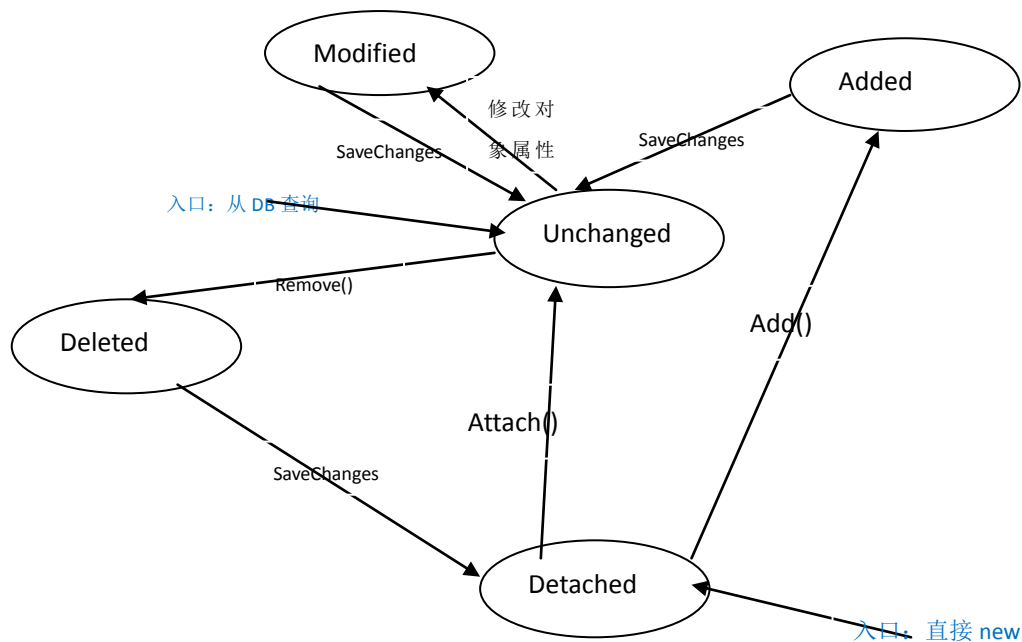 Modified
Added
修改对
象属性
SaveChanges
SaveChanges
入口：从 DB 查询
Unchanged
Remove()
Deleted
Add()
Attach()
SaveChanges
Detached
入口：直接 new